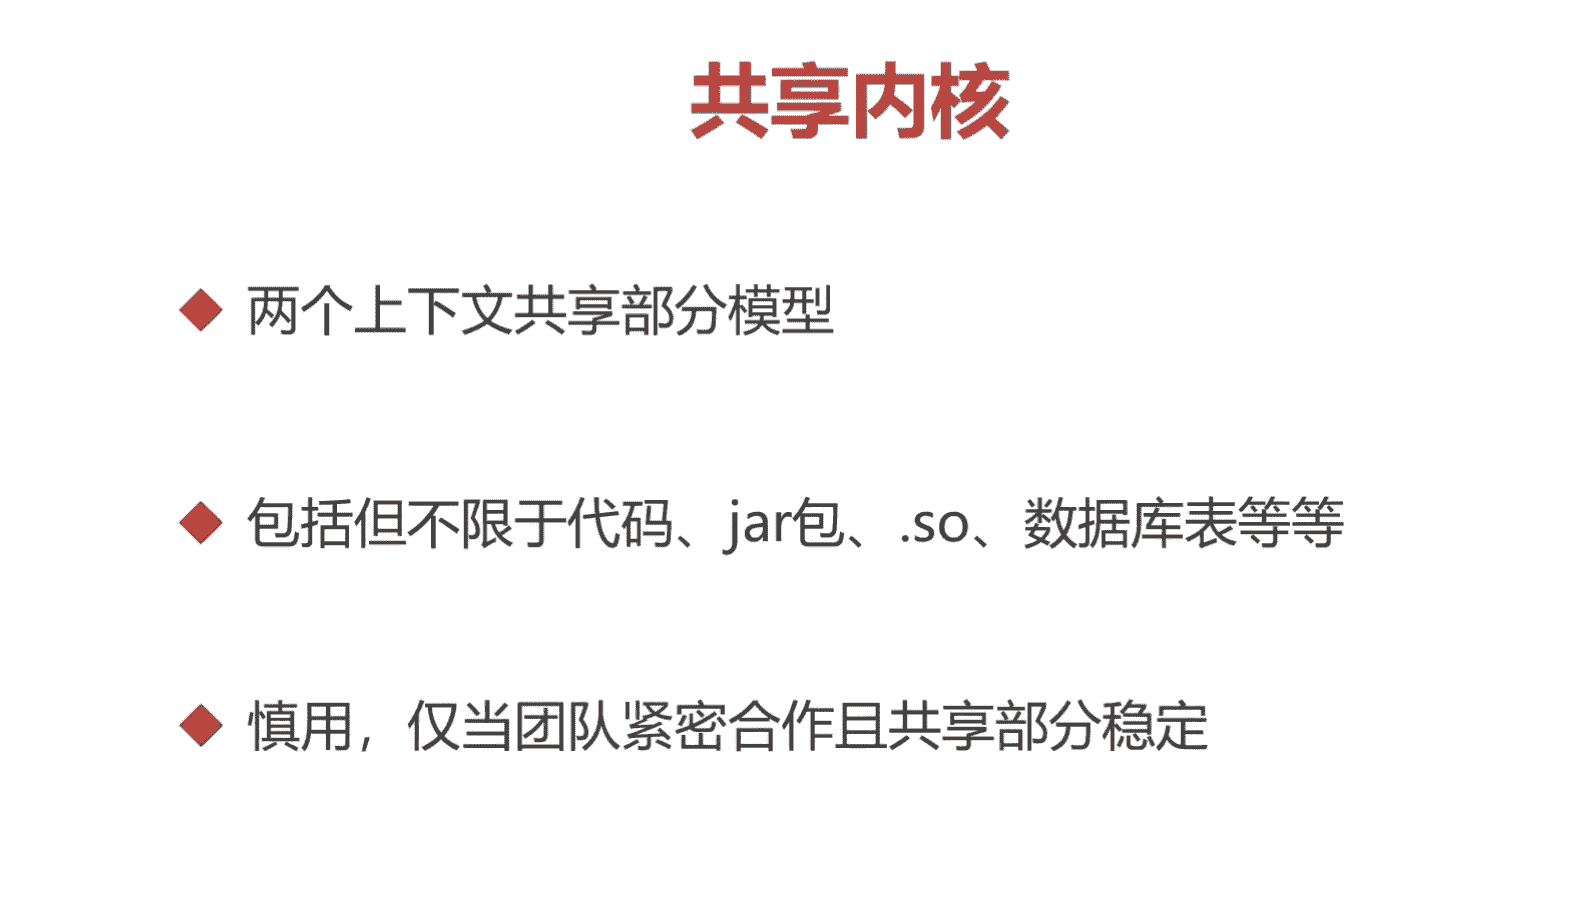 共享内核
两个上下文共享部分模型
包括但不限于代码、jar包、.so、数据库表等等
慎用，仅当团队紧密合作且共享部分稳定